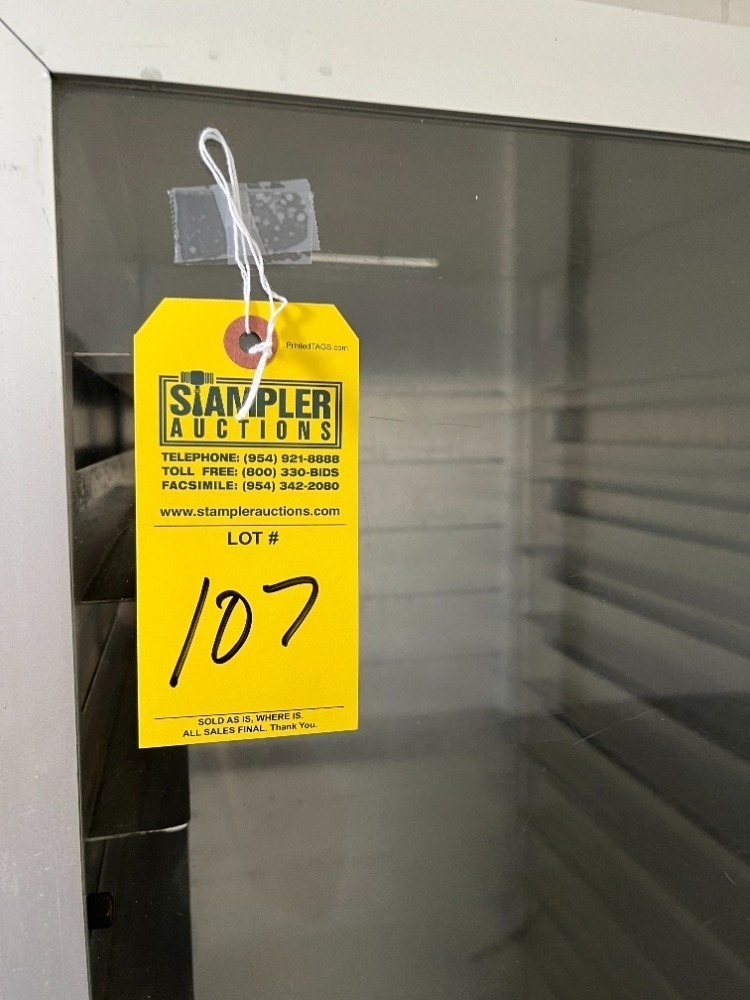 PrintedTAGS.com
STAMPLER
AUCTIONS
TELEPHONE: (954) 921-8888
TOLL FREE: (800) 330-BIDS
FACSIMILE: (954) 342-2080
www.stamplerauctions.com
LOT #
107
SOLD AS IS, WHERE IS.
ALL SALES FINAL. Thank You.